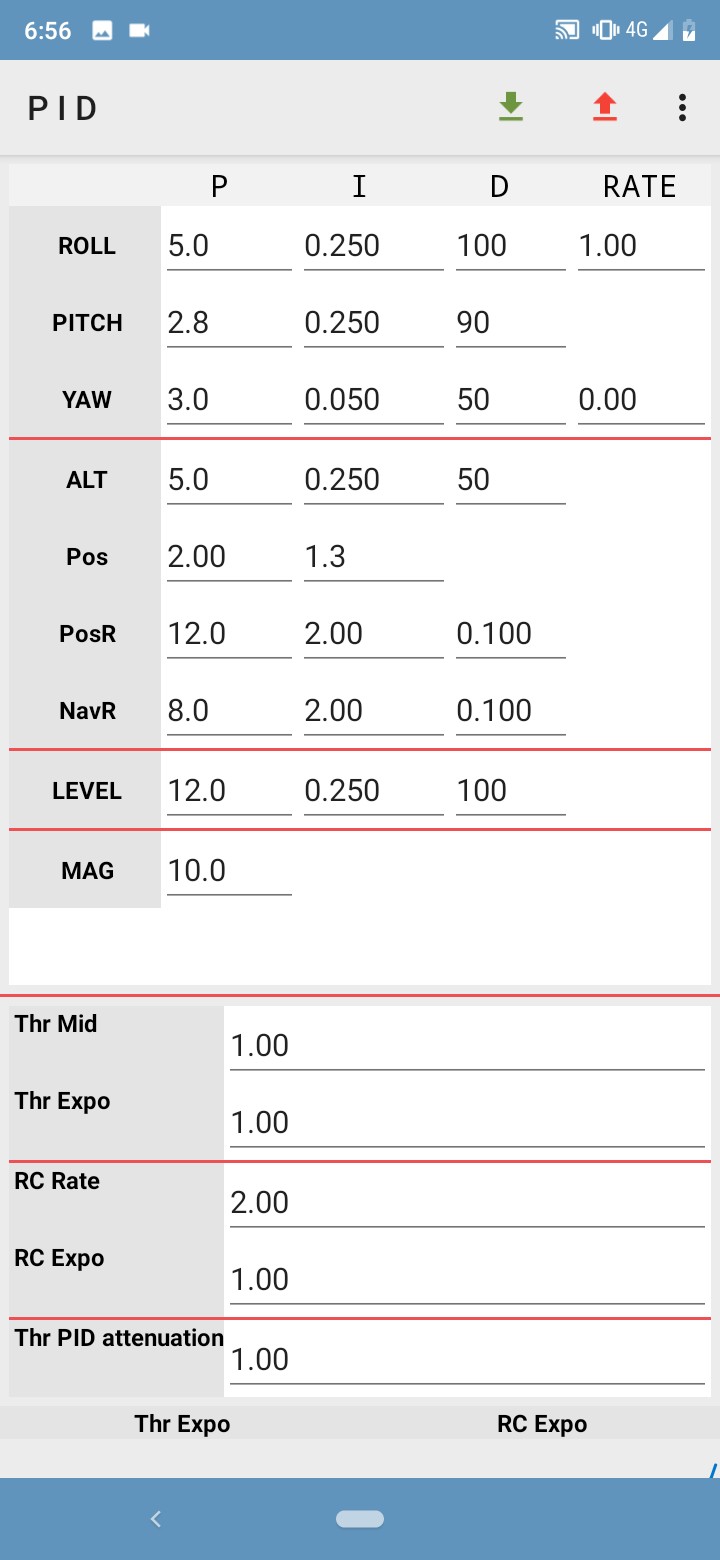 6:56 4G
PID
P I D RATE
ROLL 5.0 0.250 100 1.00
PITCH 2.8 0.250 90
YAW 3.0 0.050 50 0.00
ALT 5.0 0.250 50
Pos 2.00 1.3
PosR 12.0 2.00 0.100
NavR 8.0 2.00 0.100
LEVEL 12.0 0.250 100
MAG 10.0
Thr Mid 1.00
Thr Expo 1.00
RC Rate 2.00
RC Expo 1.00
Thr PID attenuation 1.00
Thr Expo RC Expo